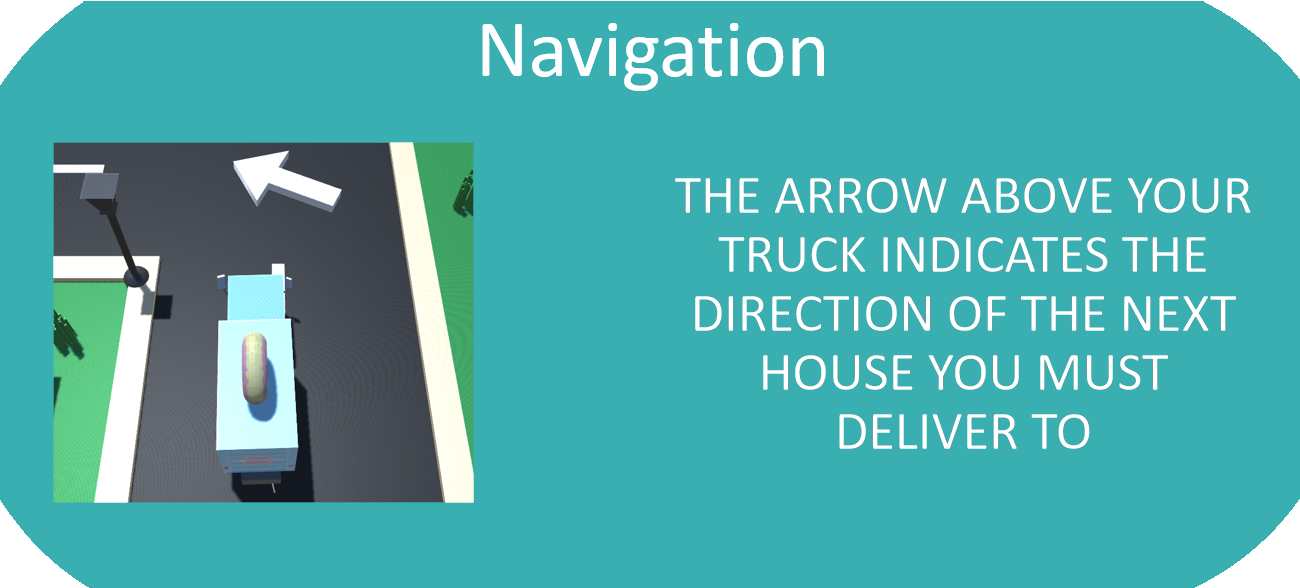 Navigation
THE ARROW ABOVE YOUR
TRUCK INDICATES THE
DIRECTION OF THE NEXT
HOUSE YOU MUST
DELIVER TO